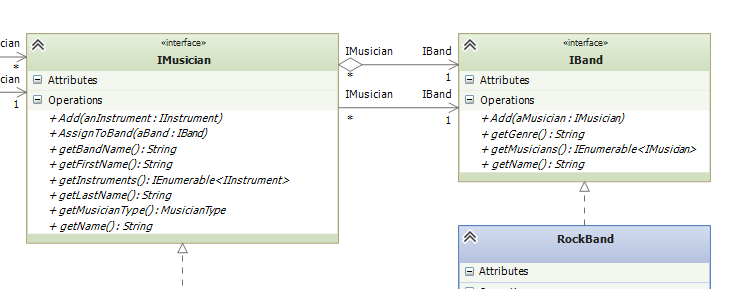 cian
*
cian
1
«interface»
IMusician
Attributes
Operations
+ Add(anInstrument : IInstrument)
+ AssignToBand(aBand : IBand)
+ getBandName() : String
+ getFirstName() : String
+ getInstruments() : IEnumerable<IInstrument>
+ getLastName() : String
+ getMusicianType() : MusicianType
+ getName() : String
IMusician IBand
* 1
IMusician IBand
* 1
«interface»
IBand
Attributes
Operations
+ Add(aMusician : IMusician)
+ getGenre() : String
+ getMusicians() : IEnumerable<IMusician>
+ getName() : String
RockBand
Attributes